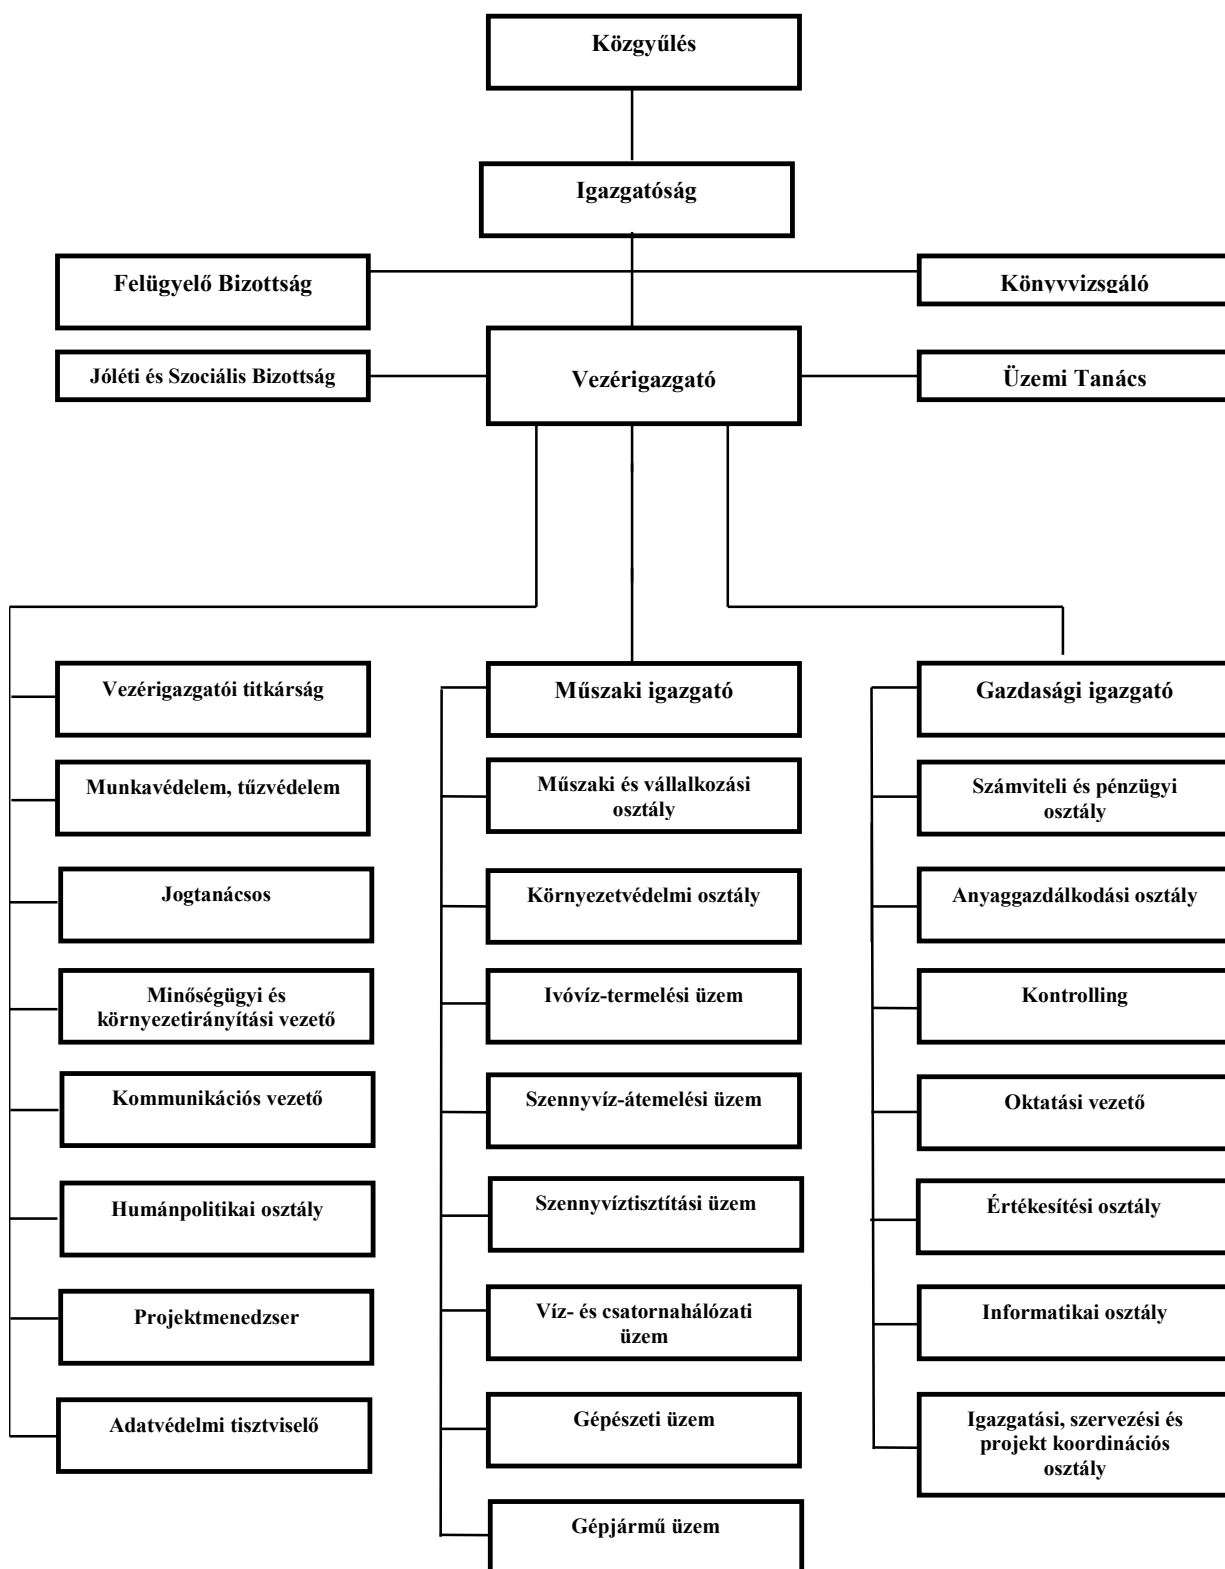 Közgyűlés
Igazgatóság
Felügyelő Bizottság
Könyvvizsgáló
Jóléti és Szociális Bizottság
Vezérigazgató
Üzemi Tanács
Vezérigazgatói titkárság
Munkavédelem, tűzvédelem
Jogtanácsos
Minőségügyi és
környezetirányítási vezető
Kommunikációs vezető
Humánpolitikai osztály
Projektmenedzser
Adatvédelmi tisztviselő
Műszaki igazgató
Műszaki és vállalkozási
osztály
Környezetvédelmi osztály
Ivóvíz-termelési üzem
Szennyvíz-átemelési üzem
Szennyvíztisztítási üzem
Víz- és csatornahálózati
üzem
Gépészeti üzem
Gépjármű üzem
Gazdasági igazgató
Számviteli és pénzügyi
osztály
Anyaggazdálkodási osztály
Kontrolling
Oktatási vezető
Értékesítési osztály
Informatikai osztály
Igazgatási, szervezési és
projekt koordinációs
osztály